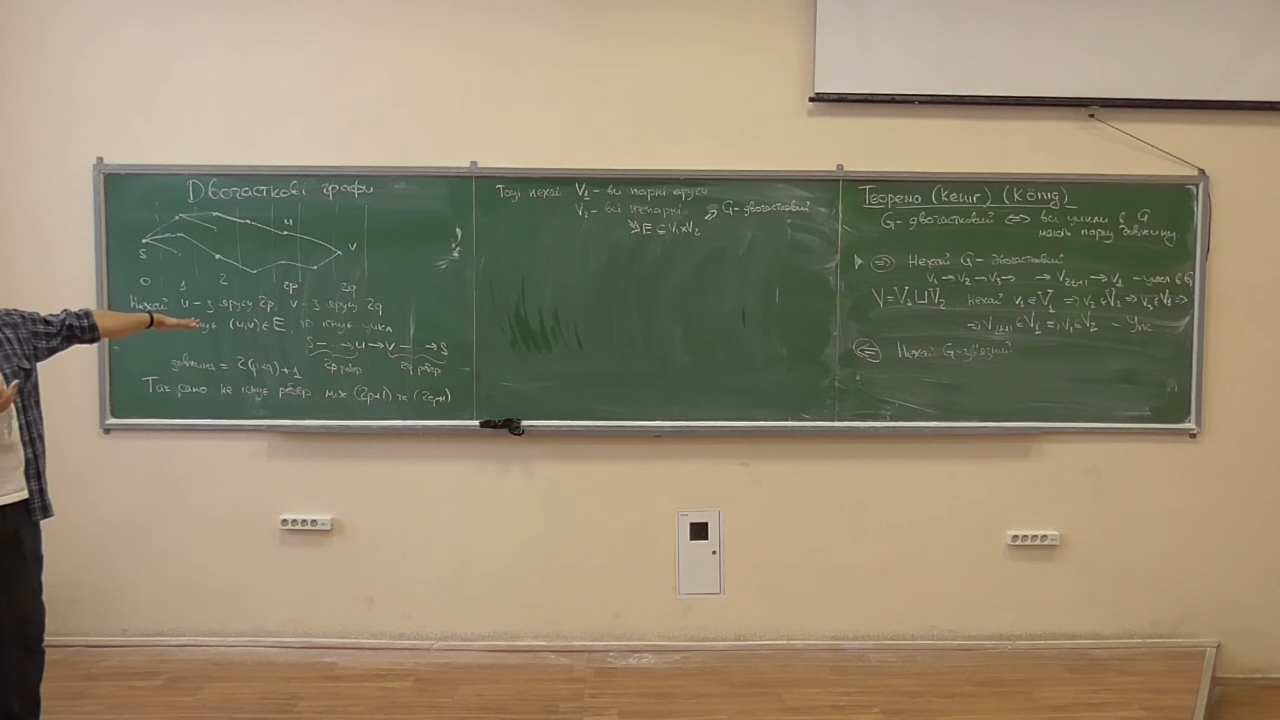 Двочасткові графи
S u v
0 1 2 2p 2q
Нехай u - з ярусу 2p, v - з ярусу 2q
(u,v)∈E, то існує цикл
S – → u → v – → S
2p ребер 2q ребер
довжина = 2(p+q)+1
Так само не існує ребер між (2p+1) та (2q+1)
Тоді нехай V₁ - всі парні яруси
V₂ - всі непарні
⇒ G - двочастковий
E ⊆ V₁×V₂
Теорема (Кеніг) (König)
G - двочастковий ⇔ всі цикли в G
мають парну довжину
⇒ Нехай G - двочастковий
V₁→V₂→V₃→ → V₂ₖ₊₁→V₁ - цикл в G
V=V₁⊔V₂ нехай v₁∈V₁ ⇒ v₂∈V₂ ⇒ v₃∈V₁ ⇒
⇒ V₂ₖ₊₁∈V₁ ⇒ v₁∈V₂ -
⇐ Нехай G - зв'язний